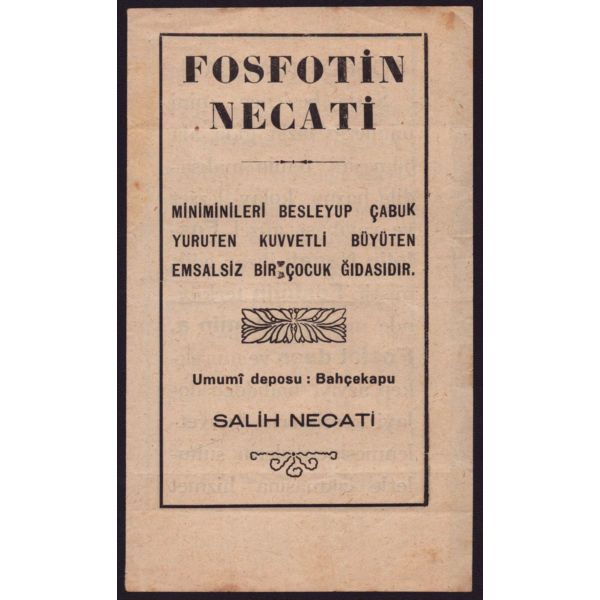 FOSFOTİN
NECATİ
MİNİMİNİLERİ BESLEYUP ÇABUK
YURUTEN KUVVETLİ BÜYÜTEN
EMSALSİZ BİR ÇOCUK ĞIDASIDIR.
Umumî deposu : Bahçekapu
SALİH NECATİ